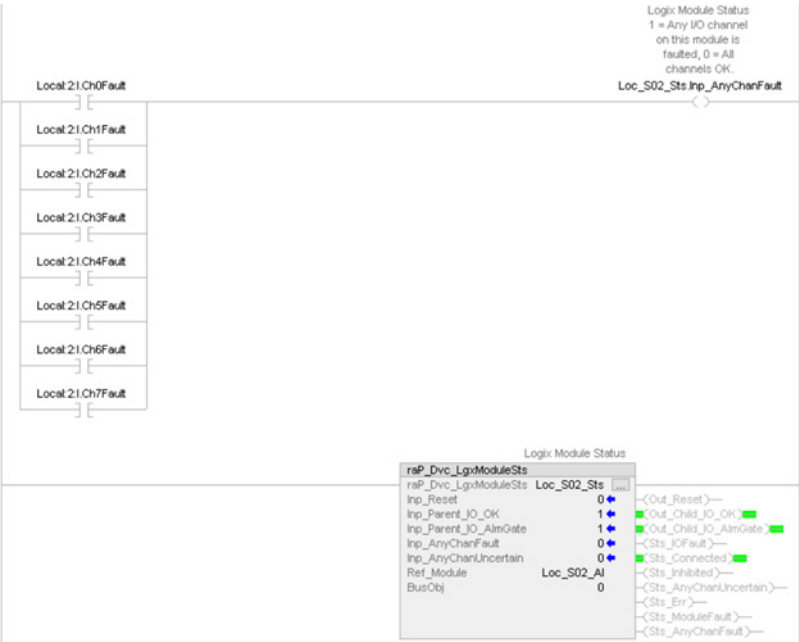 Logix Module Status
1 = Any I/O channel
on this module is
faulted, 0 = All
channels OK.
Local:2:I.Ch0Fault
Loc_S02_Sts.Inp_AnyChanFault
Local:2:I.Ch1Fault
Local:2:I.Ch2Fault
Local:2:I.Ch3Fault
Local:2:I.Ch4Fault
Local:2:I.Ch5Fault
Local:2:I.Ch6Fault
Local:2:I.Ch7Fault
Logix Module Status
raP_Dvc_LgxModuleSts
raP_Dvc_LgxModuleSts Loc_S02_Sts ...
Inp_Reset 0 (Out_Reset)
Inp_Parent_IO_OK 1 (Out_Child_IO_OK)
Inp_Parent_IO_AlmGate 1 (Out_Child_IO_AlmGate)
Inp_AnyChanFault 0 (Sts_IOFault)
Inp_AnyChanUncertain 0 (Sts_Connected)
Ref_Module Loc_S02_AI (Sts_Inhibited)
BusObj 0 (Sts_AnyChanUncertain)
(Sts_Err)
(Sts_ModuleFault)
(Sts_AnyChanFault)